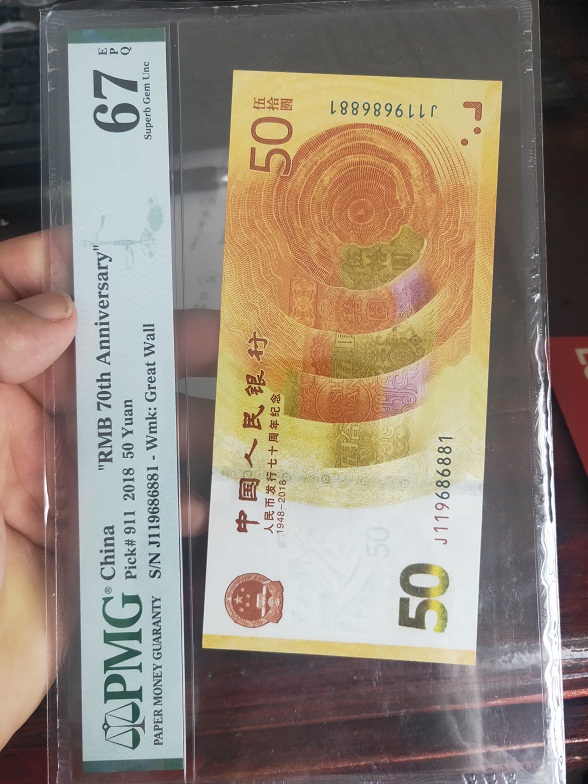 PMG®
PAPER MONEY GUARANTY
China
Pick# 911 2018 50 Yuan
S/N J119686881 - Wmk: Great Wall
"RMB 70th Anniversary"
67
EPQ
Superb Gem Unc
50
伍拾圆
J119686881
中国人民银行
人民币发行七十周年纪念
1948-2018
50
J119686881
50